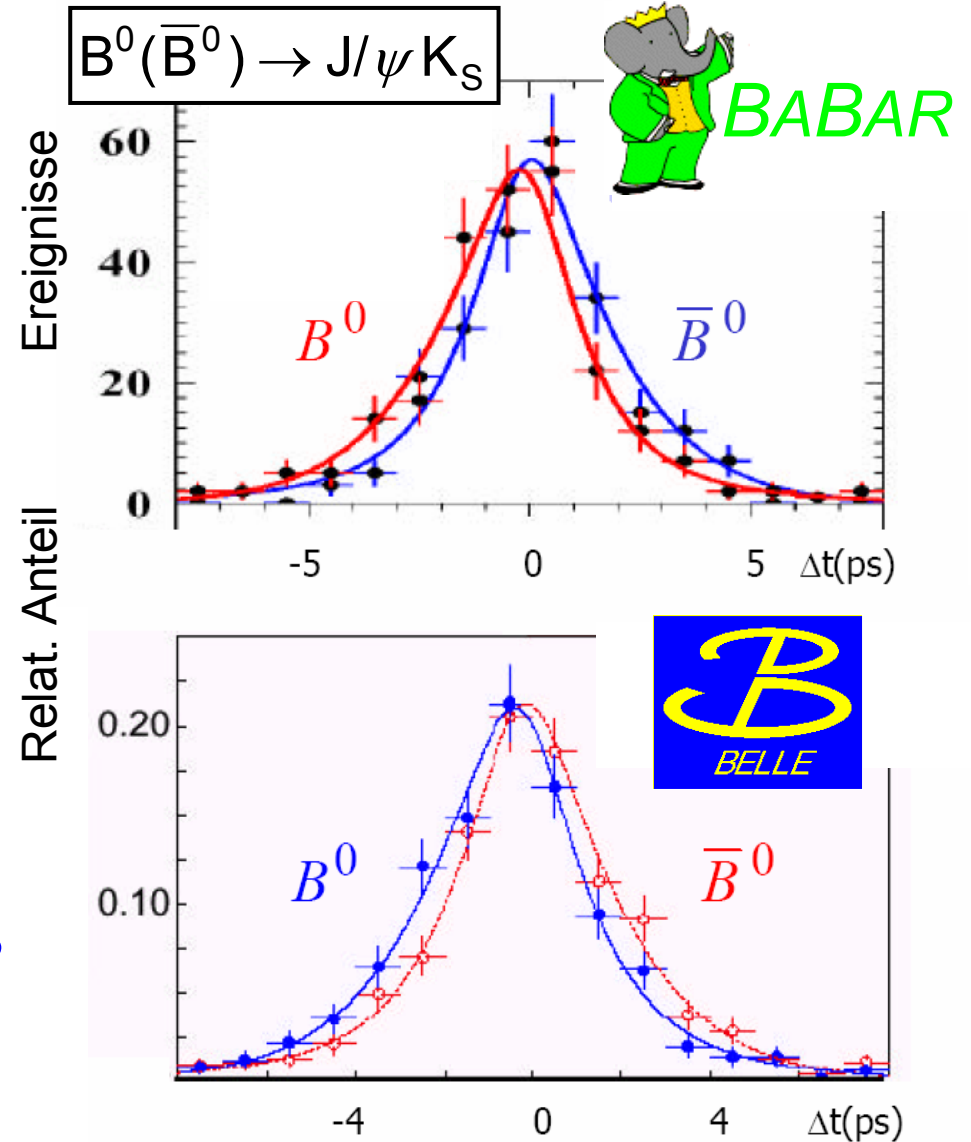 B⁰(B̅⁰) → J/ψ K_S
BABAR
Ereignisse
60
40
20
0
B⁰
B̅⁰
-5 0 5 Δt(ps)
Relat. Anteil
0.20
0.10
B⁰
B̅⁰
B
BELLE
-4 0 4 Δt(ps)